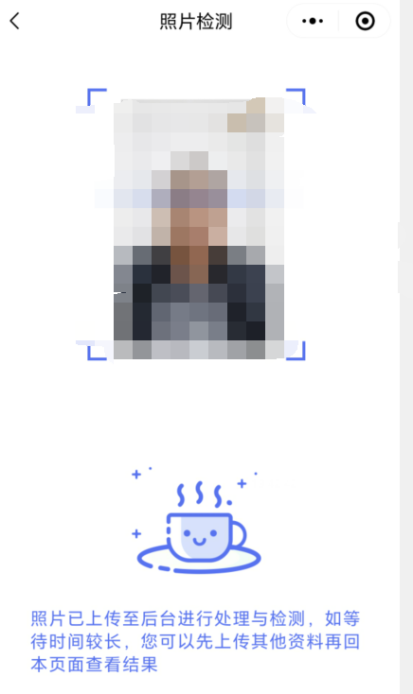 照片检测
照片已上传至后台进行处理与检测，如等
待时间较长，您可以先上传其他资料再回
本页面查看结果